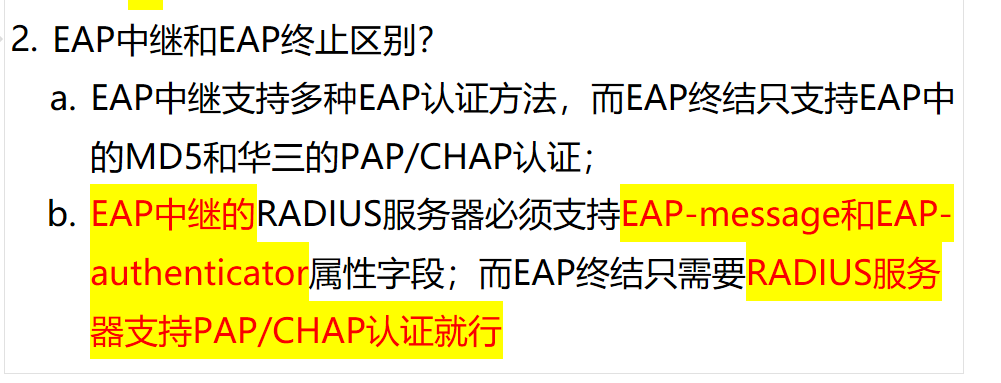 2. EAP中继和EAP终止区别？
a. EAP中继支持多种EAP认证方法，而EAP终结只支持EAP中
的MD5和华三的PAP/CHAP认证；
b. EAP中继的RADIUS服务器必须支持EAP-message和EAP-
authenticator属性字段；而EAP终结只需要RADIUS服务
器支持PAP/CHAP认证就行